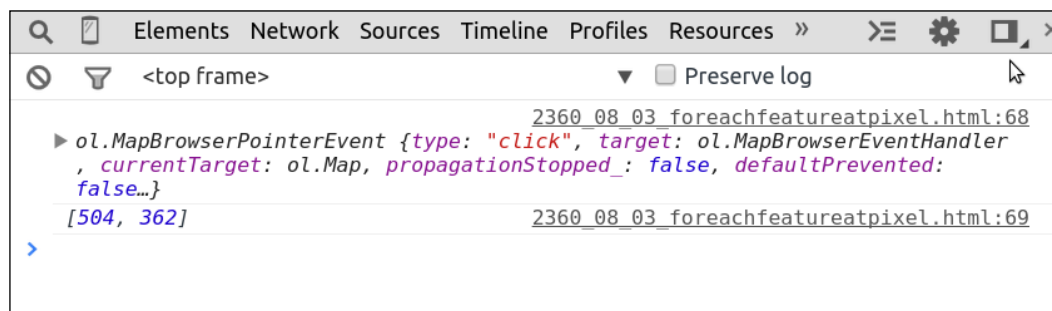 Elements Network Sources Timeline Profiles Resources »
<top frame> ▼ Preserve log
2360_08_03_foreachfeatureatpixel.html:68
ol.MapBrowserPointerEvent {type: "click", target: ol.MapBrowserEventHandler
, currentTarget: ol.Map, propagationStopped_: false, defaultPrevented:
false…}
[504, 362] 2360_08_03_foreachfeatureatpixel.html:69